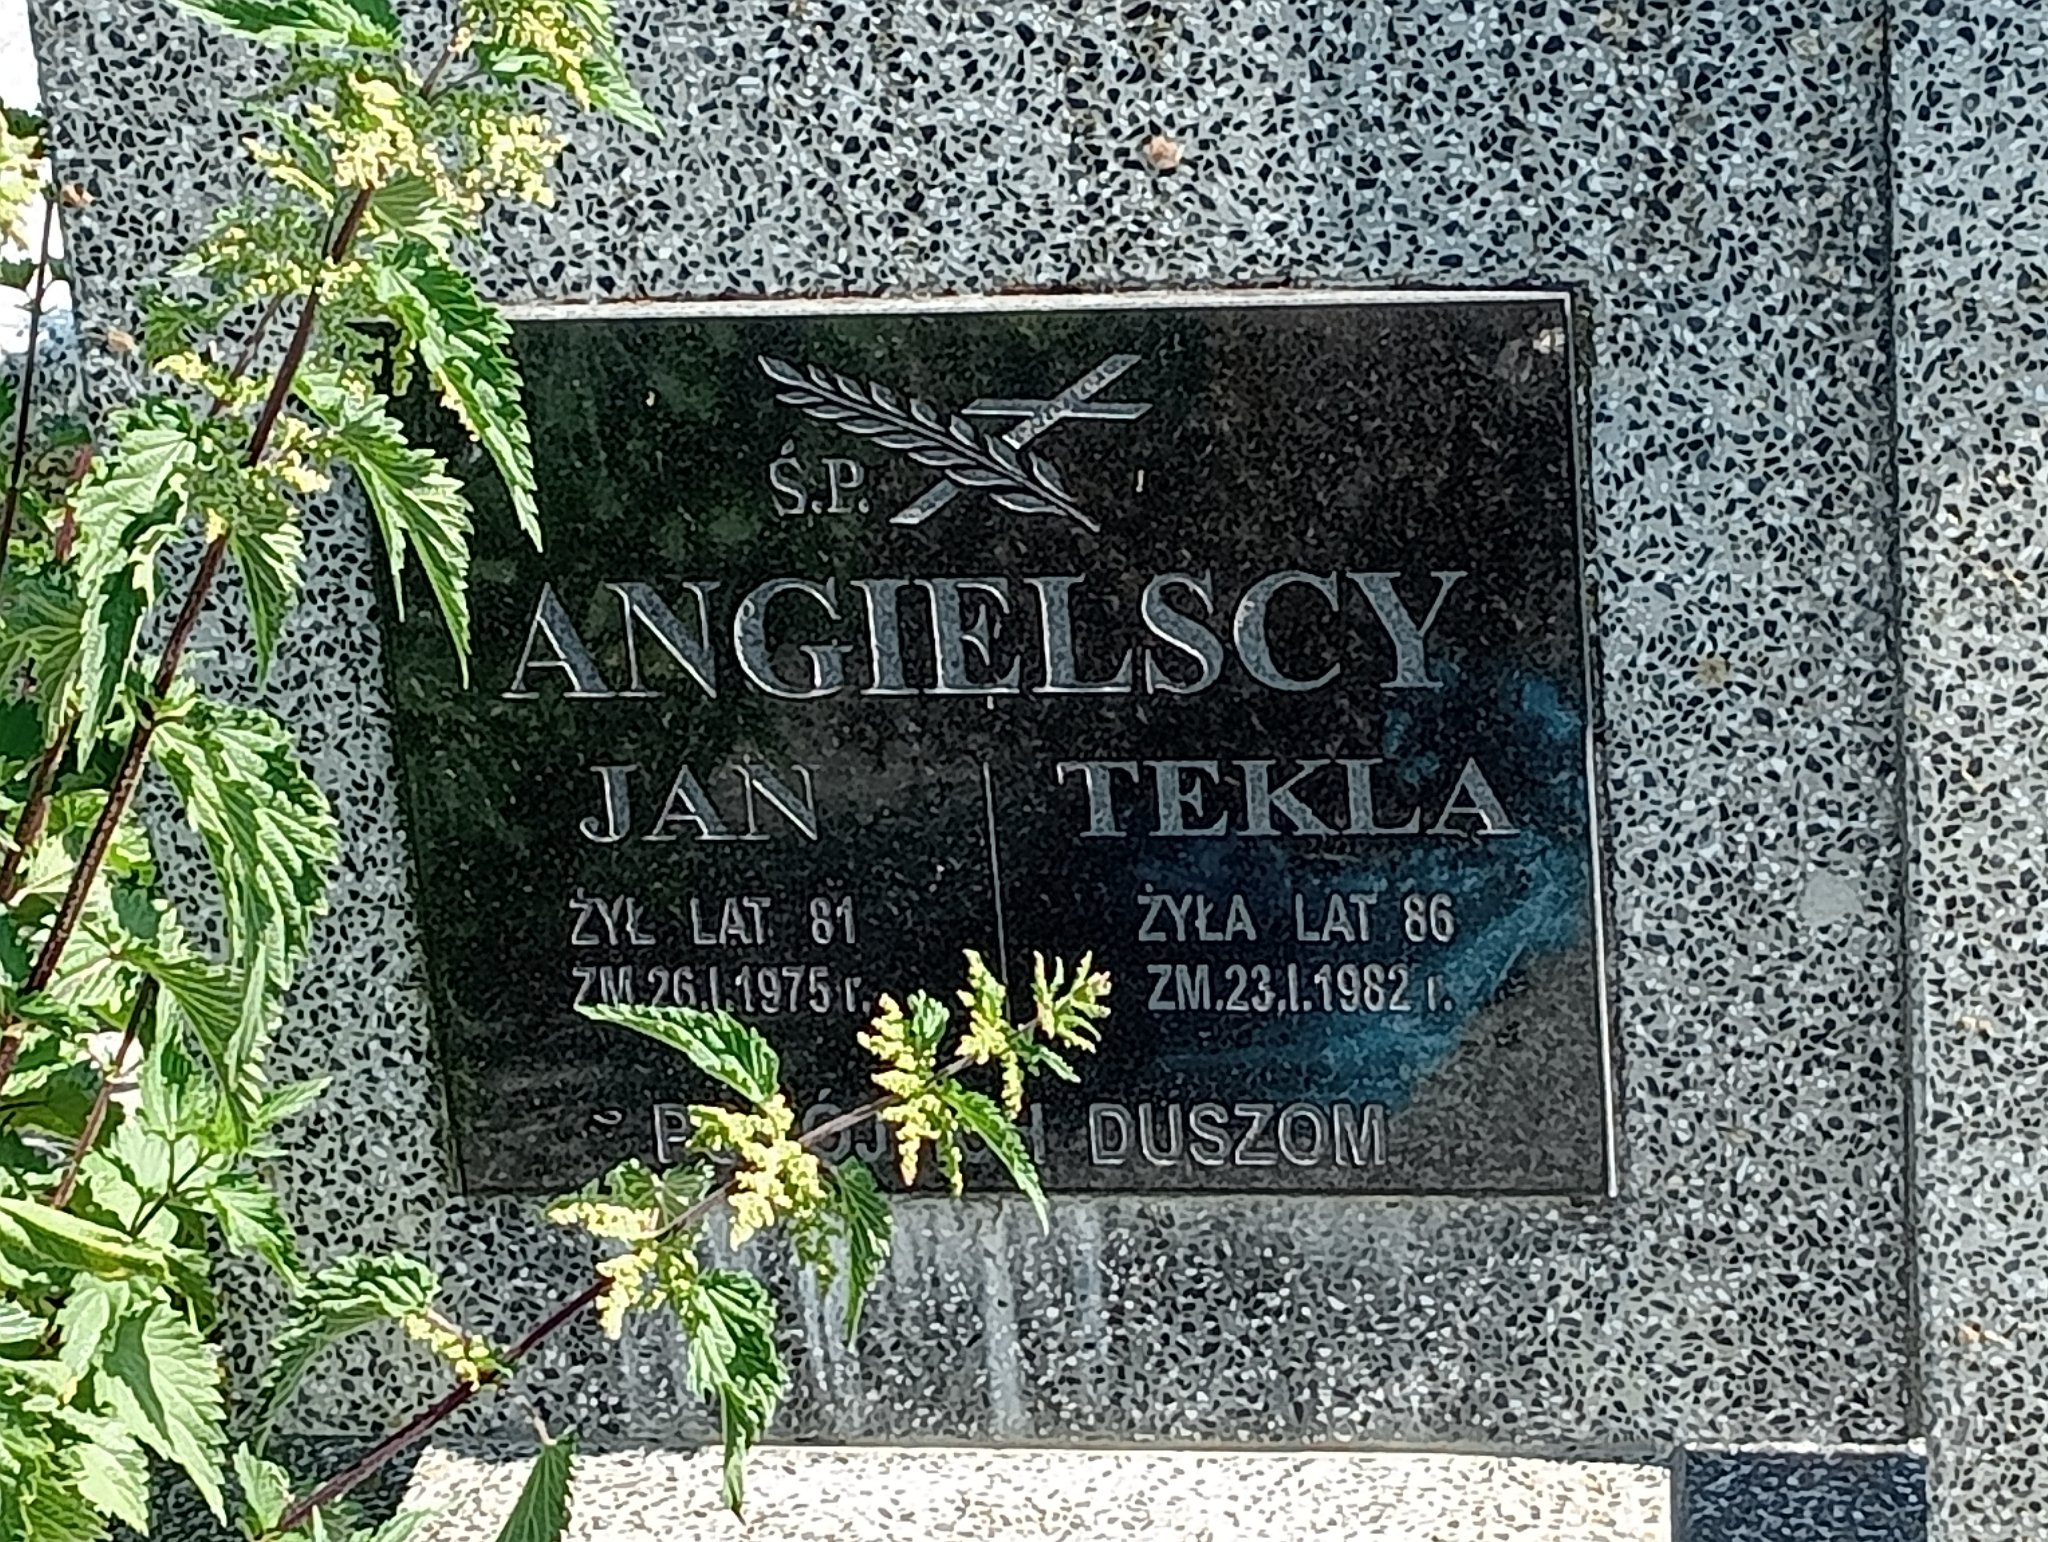 Ś.P.
ANGIELSCY
JAN TEKLA
ŻYŁ LAT 81 ŻYŁA LAT 86
ZM.26.I.1975 r. ZM.23.I.1982 r.
DUSZOM